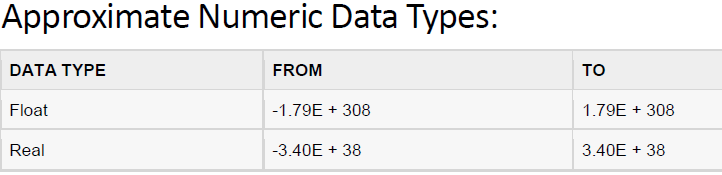 Approximate Numeric Data Types:
DATA TYPE FROM TO
Float -1.79E + 308 1.79E + 308
Real -3.40E + 38 3.40E + 38